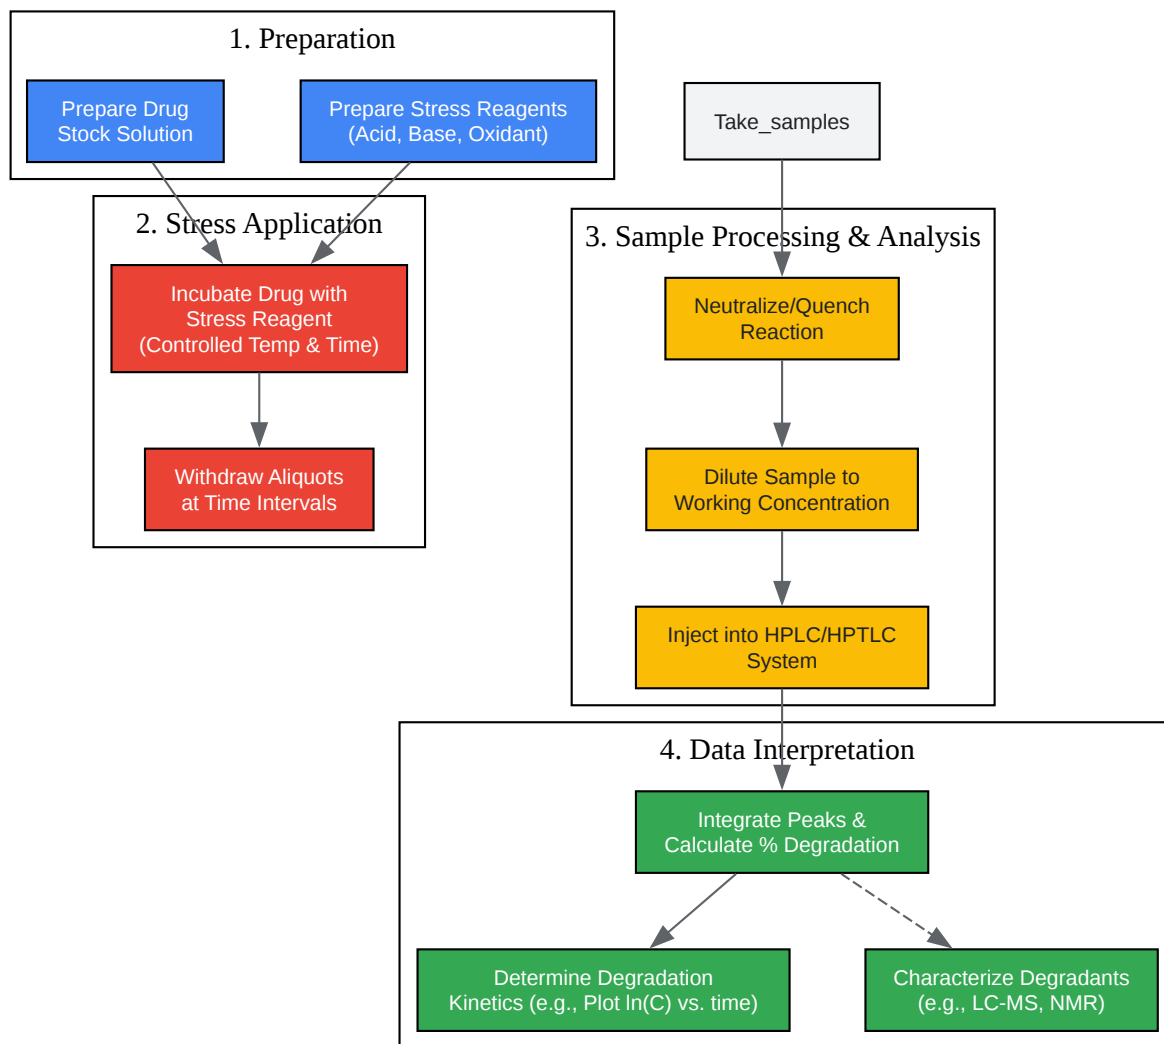 1. Preparation
Prepare Drug
Stock Solution
Prepare Stress Reagents
(Acid, Base, Oxidant)
Take_samples
2. Stress Application
Incubate Drug with
Stress Reagent
(Controlled Temp & Time)
Withdraw Aliquots
at Time Intervals
3. Sample Processing & Analysis
Neutralize/Quench
Reaction
Dilute Sample to
Working Concentration
Inject into HPLC/HPTLC
System
4. Data Interpretation
Integrate Peaks &
Calculate % Degradation
Determine Degradation
Kinetics (e.g., Plot ln(C) vs. time)
Characterize Degradants
(e.g., LC-MS, NMR)